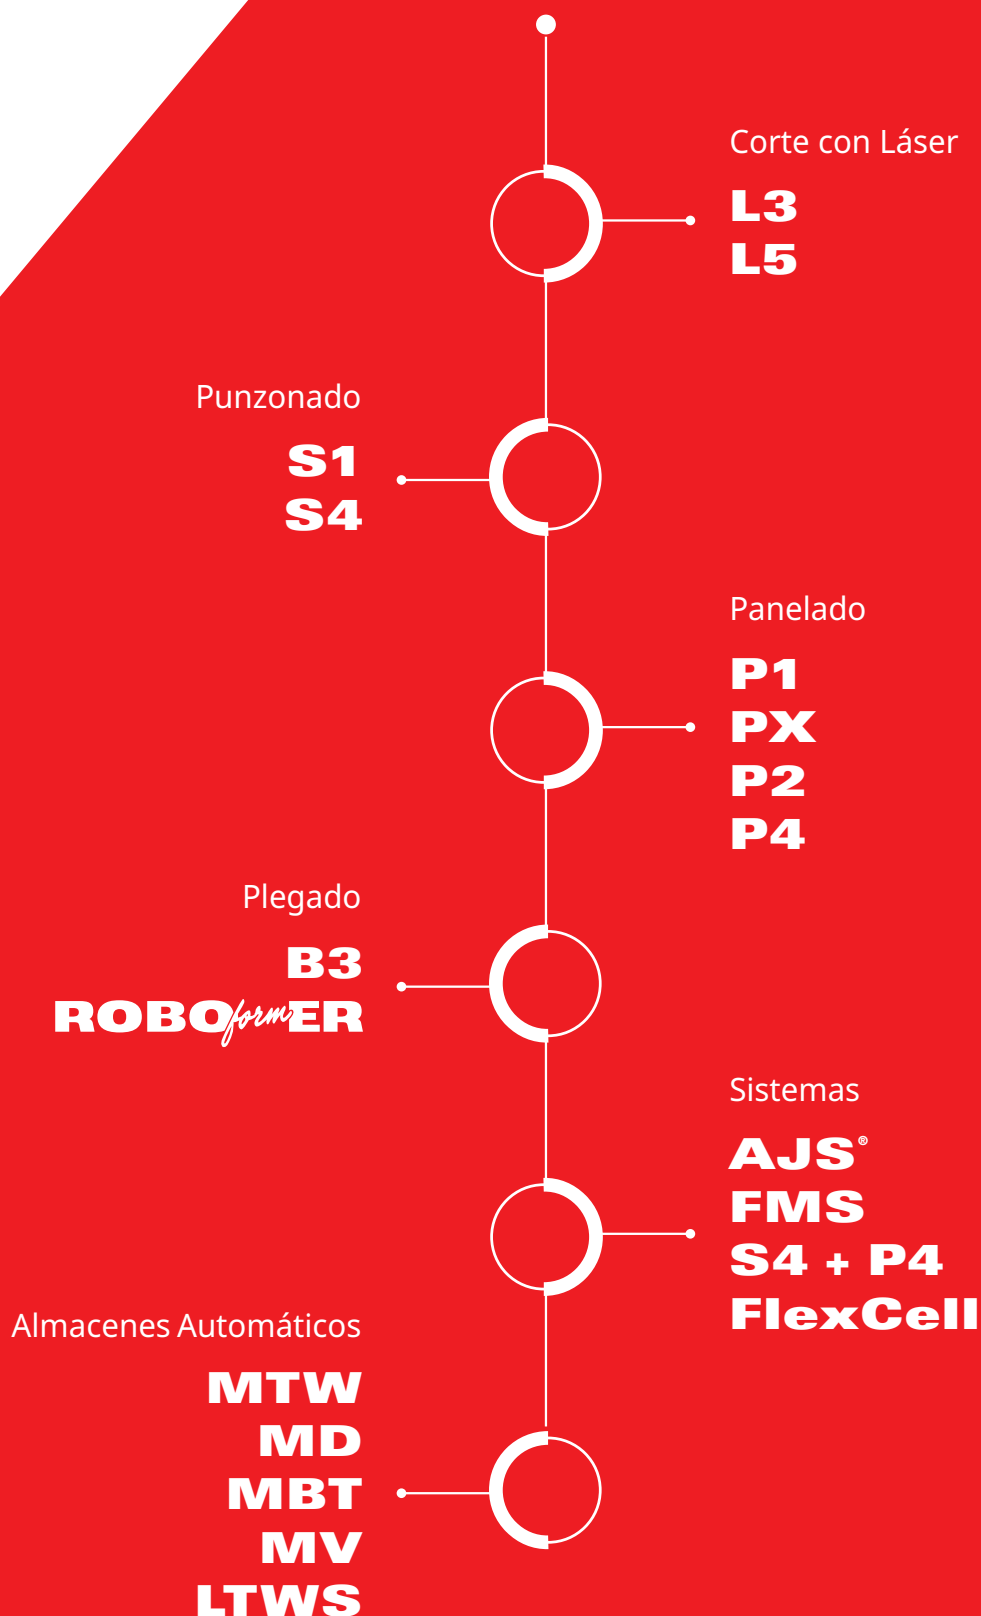 Corte con Láser
L3
L5
Punzonado
S1
S4
Panelado
P1
PX
P2
P4
Plegado
B3
ROBOformER
Sistemas
AJS®
FMS
S4 + P4
FlexCell
Almacenes Automáticos
MTW
MD
MBT
MV
LTWS